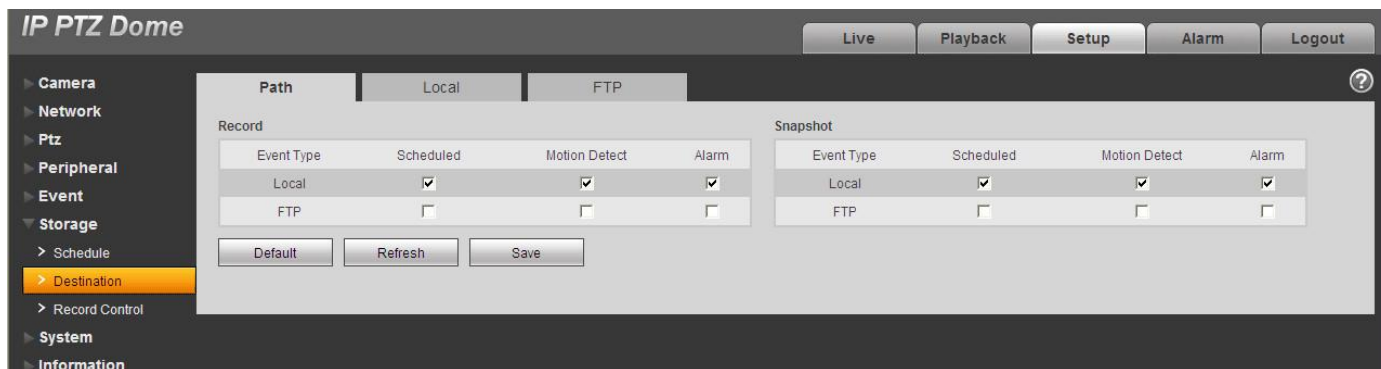 IP PTZ Dome
Live Playback Setup Alarm Logout
Camera
Network
Ptz
Peripheral
Event
Storage
> Schedule
> Destination
> Record Control
System
Information
Path Local FTP
?
Record
Event Type Scheduled Motion Detect Alarm
Local
FTP
Default Refresh Save
Snapshot
Event Type Scheduled Motion Detect Alarm
Local
FTP